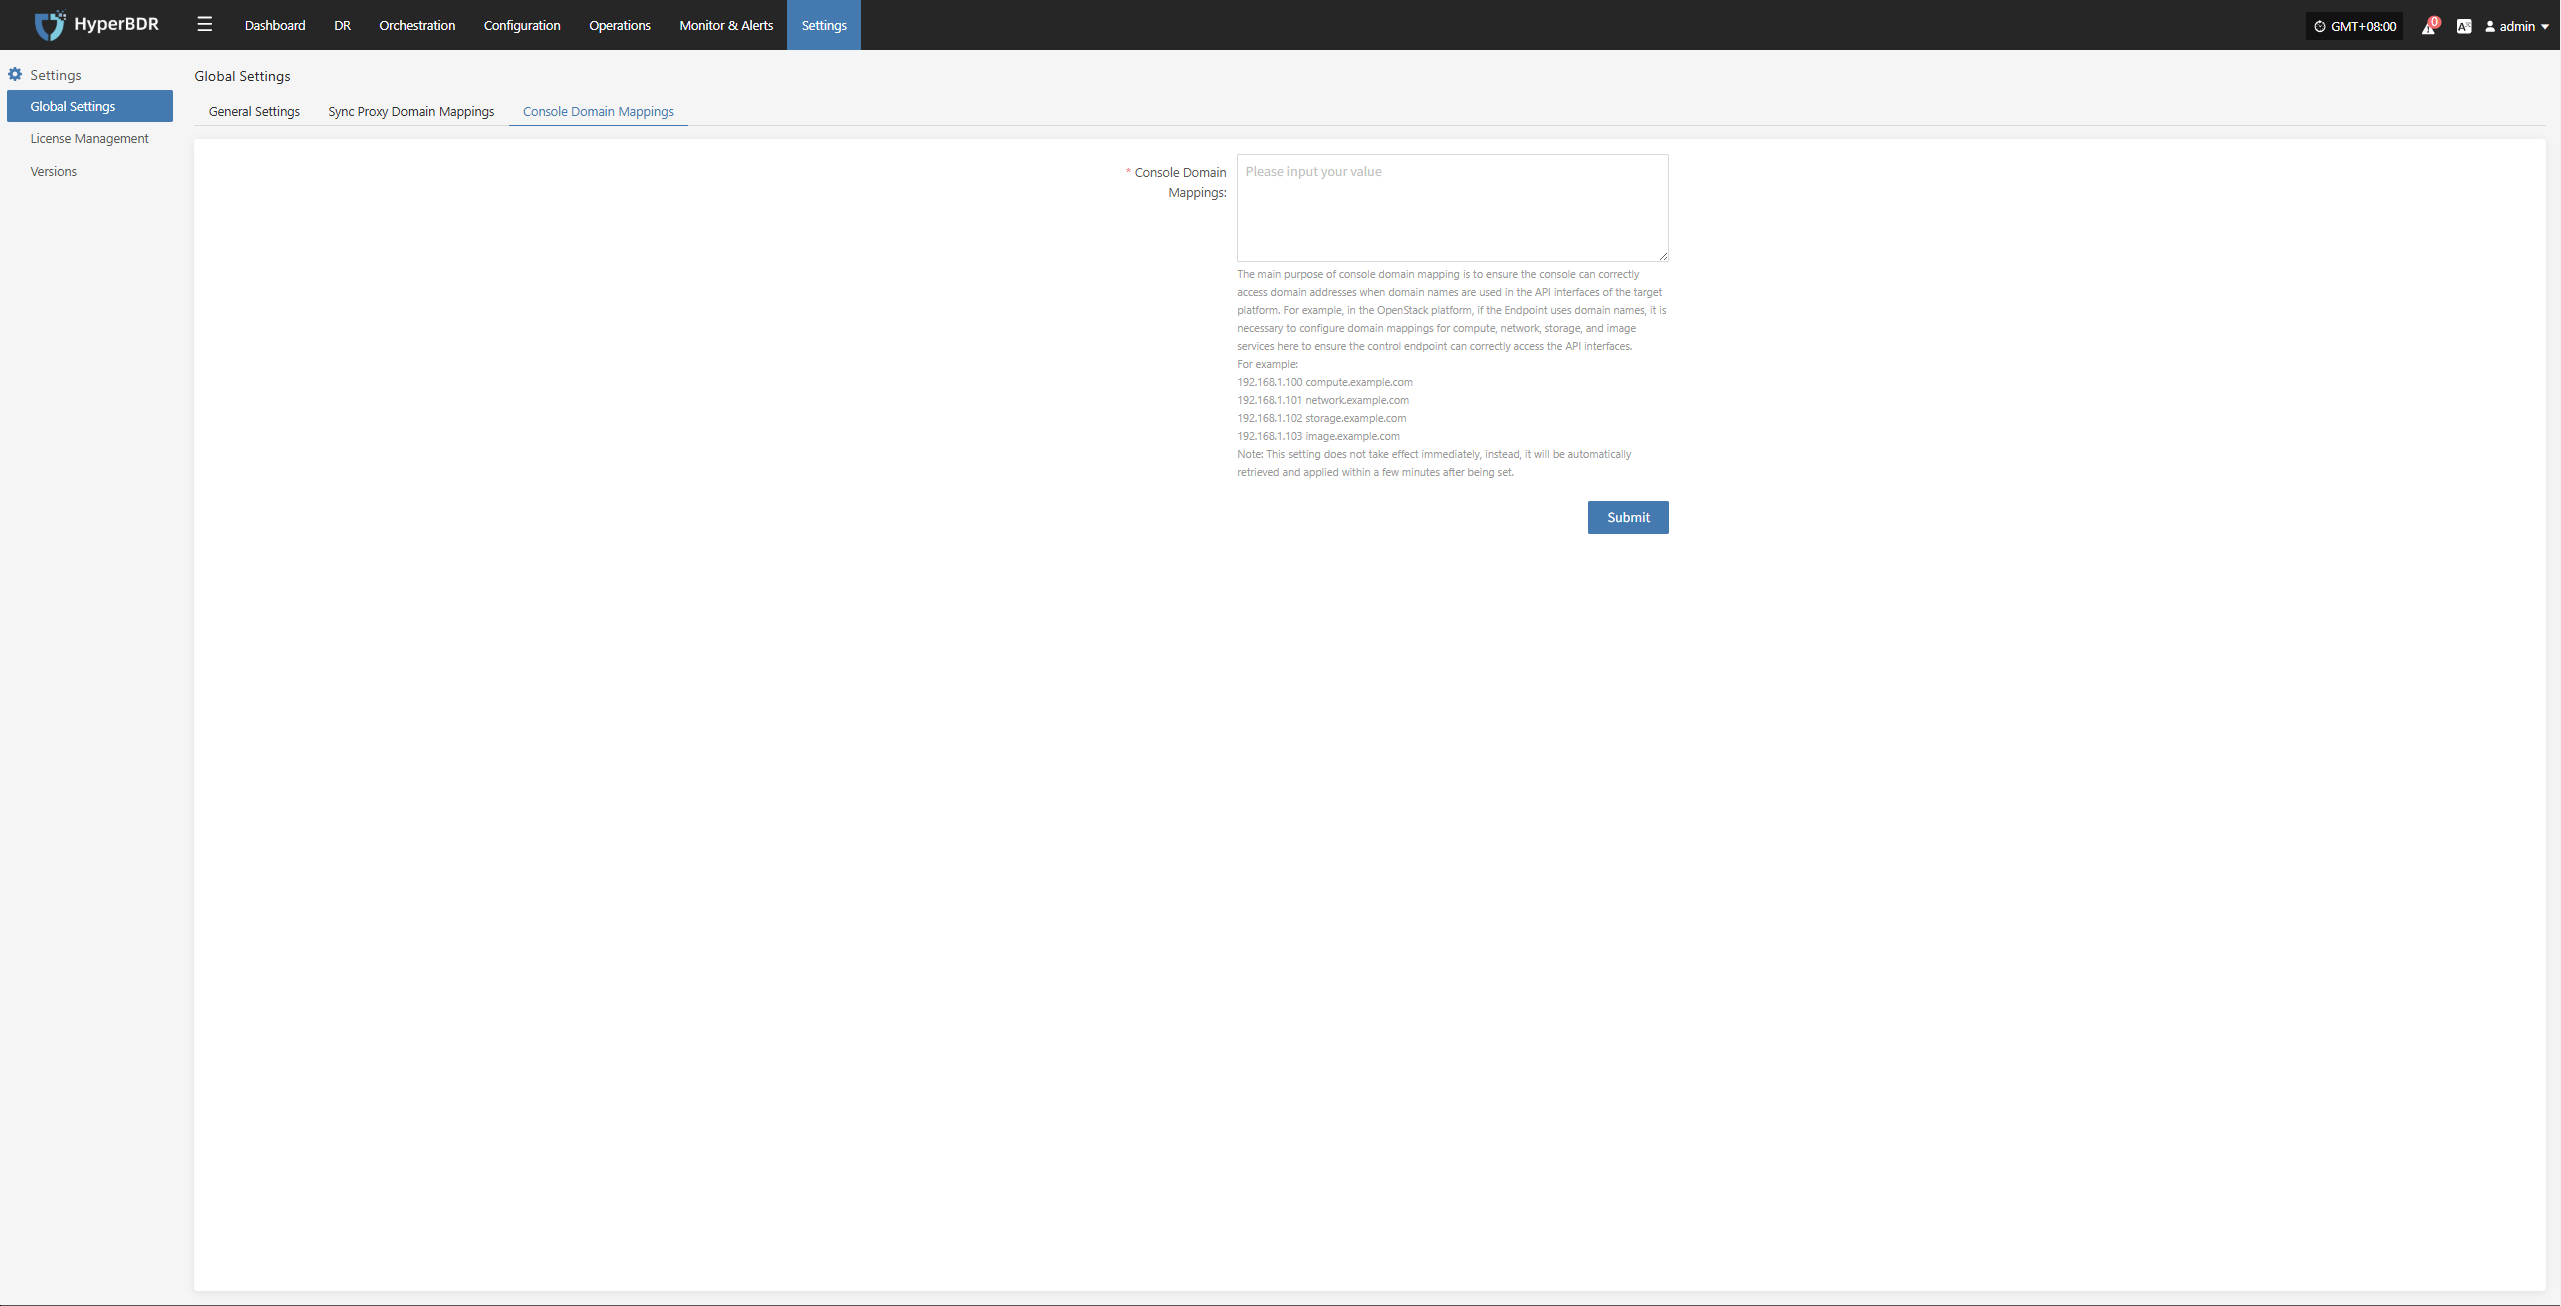 HyperBDR
Dashboard
DR
Orchestration
Configuration
Operations
Monitor & Alerts
Settings
GMT+08:00
0
A
admin
Settings
Global Settings
License Management
Versions
Global Settings
General Settings
Sync Proxy Domain Mappings
Console Domain Mappings
* Console Domain
Mappings:
Please input your value
The main purpose of console domain mapping is to ensure the console can correctly
access domain addresses when domain names are used in the API interfaces of the target
platform. For example, in the OpenStack platform, if the Endpoint uses domain names, it is
necessary to configure domain mappings for compute, network, storage, and image
services here to ensure the control endpoint can correctly access the API interfaces.
For example:
192.168.1.100 compute.example.com
192.168.1.101 network.example.com
192.168.1.102 storage.example.com
192.168.1.103 image.example.com
Note: This setting does not take effect immediately, instead, it will be automatically
retrieved and applied within a few minutes after being set.
Submit